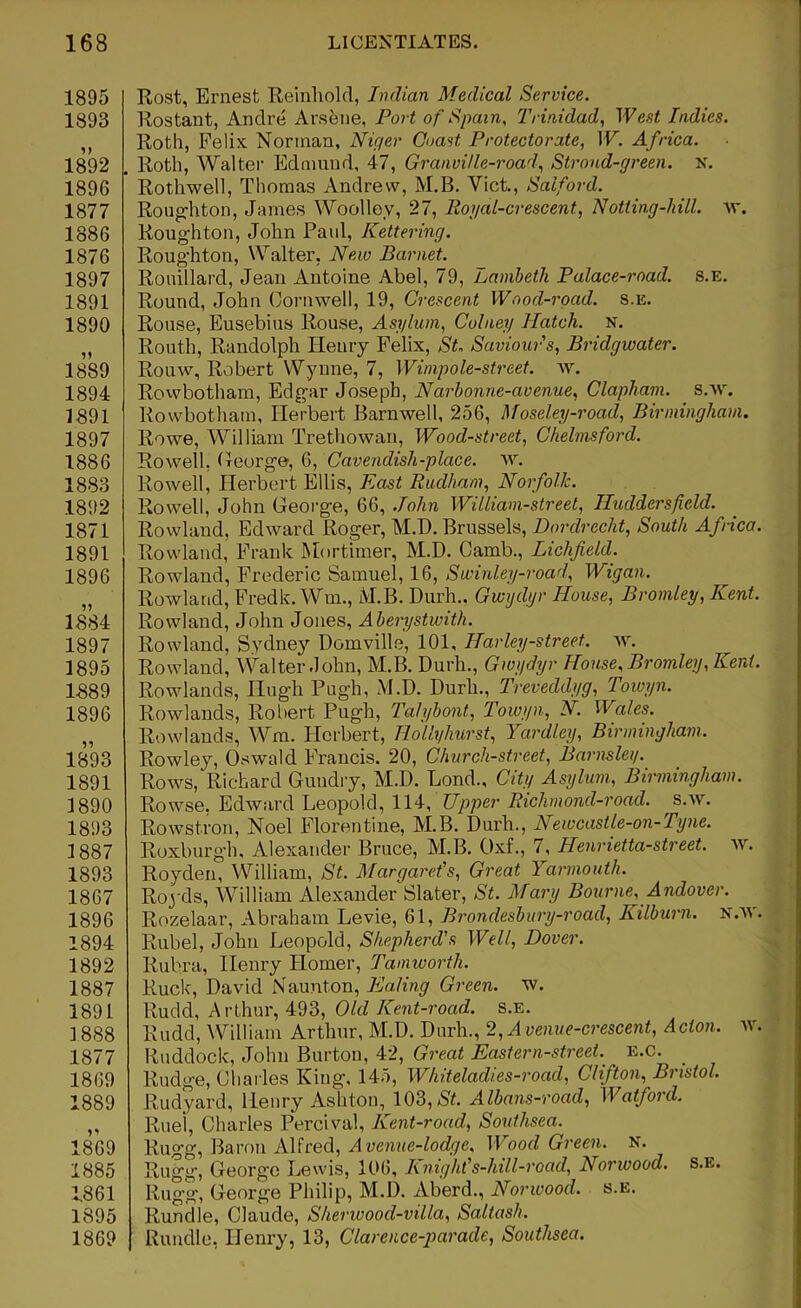 168 LICENTIATES.
1895 Rost, Ernest Reinhold, Indian Medical Service.
1893 Rostant, André Arsène, Port of Spain, Trinidad, West Indies.
,, Roth, Felix Norman, Niger Coast Protectorate, W. Africa.
1892 Roth, Walter Edmund, 47, Granville-road, Stroud-green. N.
1896 Rothwell, Thomas Andrew, M.B. Vict., Salford.
1877 Roughton, James Woolley, 27, Royal-crescent, Notting-hill. W.
1886 Roughton, John Paul, Kettering.
1876 Roughton, Walter, New Barnet.
1897 Rouillard, Jean Antoine Abel, 79, Lambeth Palace-road. S.E.
1891 Round, John Cornwell, 19, Crescent Wood-road. S.E.
1890 Rouse, Eusebius Rouse, Asylum, Colney Hatch. N.
,, Routh, Randolph Henry Felix, St. Saviour's, Bridgwater.
1889 Rouw, Robert Wynne, 7, Wimpole-street. W.
1894 Rowbotham, Edgar Joseph, Narbonne-avenue, Clapham. S.W.
1891 Rowbotham, Herbert Barnwell, 256, Moseley-road, Birmingham.
1897 Rowe, William Trethowan, Wood-street, Chelmsford.
1886 Rowell, George, 6, Cavendish-place. W.
1883 Rowell, Herbert Ellis, East Rudham, Norfolk.
1892 Rowell, John George, 66, John William-street, Huddersfield.
1871 Rowland, Edward Roger, M.D. Brussels, Dordrecht, South Africa.
1891 Rowland, Frank Mortimer, M.D. Camb., Lichfield.
1896 Rowland, Frederic Samuel, 16, Swinley-road, Wigan.
,, Rowland, Fredk. Wm., M.B. Durh., Gwydyr House, Bromley, Kent.
1884 Rowland, John Jones, Aberystwith.
1897 Rowland, Sydney Domville, 101, Harley-street. W.
1895 Rowland, Walter John, M.B. Durh., Gwydyr House, Bromley, Kent.
1889 Rowlands, Hugh Pugh, M.D. Durh., Treveddyg, Towyn.
1896 Rowlands, Robert Pugh, Talybont, Towyn, N. Wales.
,, Rowlands, Wm. Herbert, Hollyhurst, Yardley, Birmingham.
1893 Rowley, Oswald Francis, 20, Church-street, Barnsley.
1891 Rows, Richard Gundry, M.D. Lond., City Asylum, Birmingham.
1890 Rowse, Edward Leopold, 114, Upper Richmond-road. S.W.
1893 Rowstron, Noel Florentine, M.B. Durh., Newcastle-on-Tyne.
1887 Roxburgh, Alexander Bruce, M.B. Oxf., 7, Henrietta-street. W.
1893 Royden, William, St. Margaret's, Great Yarmouth.
1867 Royds, William Alexander Slater, St. Mary Bourne, Andover.
1896 Rozelaar, Abraham Levie, 61, Brondesbury-road, Kilburn. N.W.
1894 Rubel, John Leopold, Shepherd's Well, Dover.
1892 Rubra, Henry Homer, Tamworth.
1887 Ruck, David Naunton, Ealing Green. W.
1891 Rudd, Arthur, 493, Old Kent-road. S.E.
1888 Rudd, William Arthur, M.D. Durh., 2, Avenue-crescent, Acton. W.
1877 Ruddock, John Burton, 42, Great Eastern-street. E.C.
1869 Rudge, Charles King, 145, Whiteladies-road, Clifton, Bristol.
1889 Rudyard, Henry Ashton, 103, St. Albans-road, Watford.
,, Ruel, Charles Percival, Kent-road, Southsea.
1869 Rugg, Baron Alfred, Avenue-lodge, Wood Green. N.
1885 Rugg, George Lewis, 106, Knight's-hill-road, Norwood. S.E.
1861 Rugg, George Philip, M.D. Aberd., Norwood. S.E.
1895 Rundle, Claude, Sherwood-villa, Saltash.
1869 Rundle, Henry, 13, Clarence-parade, Southsea.